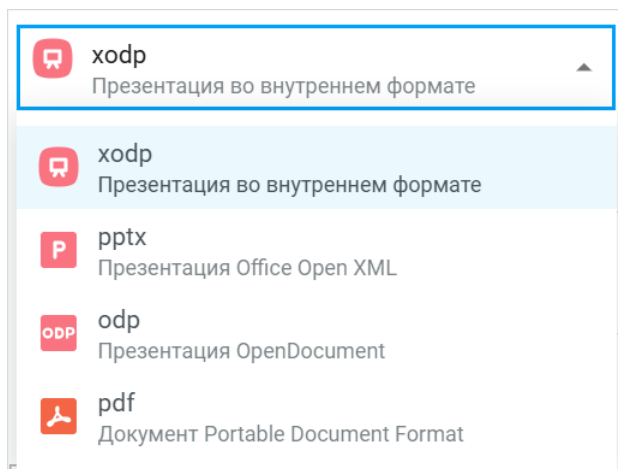 xodp
Презентация во внутреннем формате
xodp
Презентация во внутреннем формате
P
pptx
Презентация Office Open XML
ODP
odp
Презентация OpenDocument
pdf
Документ Portable Document Format